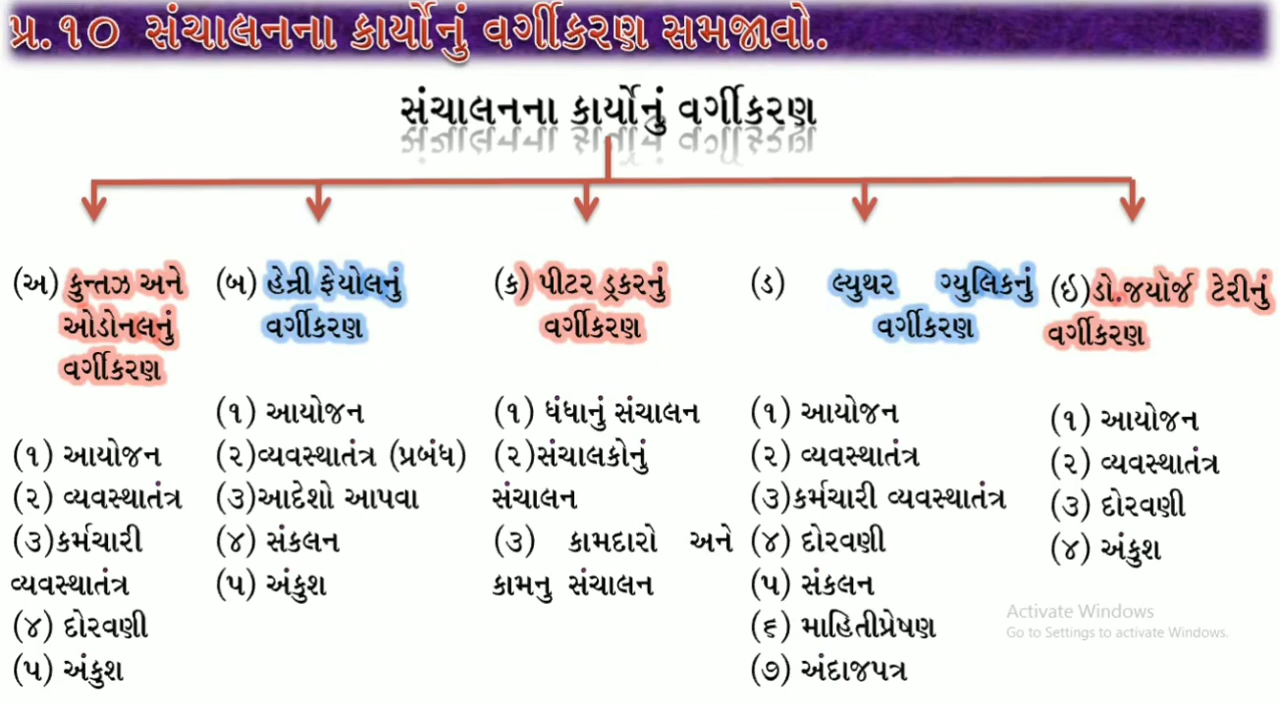 પ્ર.૧૦ સંચાલનના કાર્યોનું વર્ગીકરણ સમજાવો.
સંચાલનના કાર્યોનું વર્ગીકરણ
(અ) કુન્તઝ અને
ઓડોનલનું
વર્ગીકરણ
(૧) આયોજન
(૨) વ્યવસ્થાતંત્ર
(૩)કર્મચારી
વ્યવસ્થાતંત્ર
(૪) દોરવણી
(૫) અંકુશ
(બ) હેન્રી ફેયોલનું
વર્ગીકરણ
(૧) આયોજન
(૨)વ્યવસ્થાતંત્ર (પ્રબંધ)
(૩)આદેશો આપવા
(૪) સંકલન
(૫) અંકુશ
(ક) પીટર ડ્રકરનું
વર્ગીકરણ
(૧) ધંધાનું સંચાલન
(૨)સંચાલકોનું
સંચાલન
(૩) કામદારો અને
કામનુ સંચાલન
(ડ) લ્યુથર ગ્યુલિકનું
વર્ગીકરણ
(૧) આયોજન
(૨) વ્યવસ્થાતંત્ર
(૩)કર્મચારી વ્યવસ્થાતંત્ર
(૪) દોરવણી
(૫) સંકલન
(૬) માહિતીપ્રેષણ
(૭) અંદાજપત્ર
(ઈ)ડો.જયૉર્જ ટેરીનું
વર્ગીકરણ
(૧) આયોજન
(૨) વ્યવસ્થાતંત્ર
(૩) દોરવણી
(૪) અંકુશ
Activate Windows
Go to Settings to activate Windows.